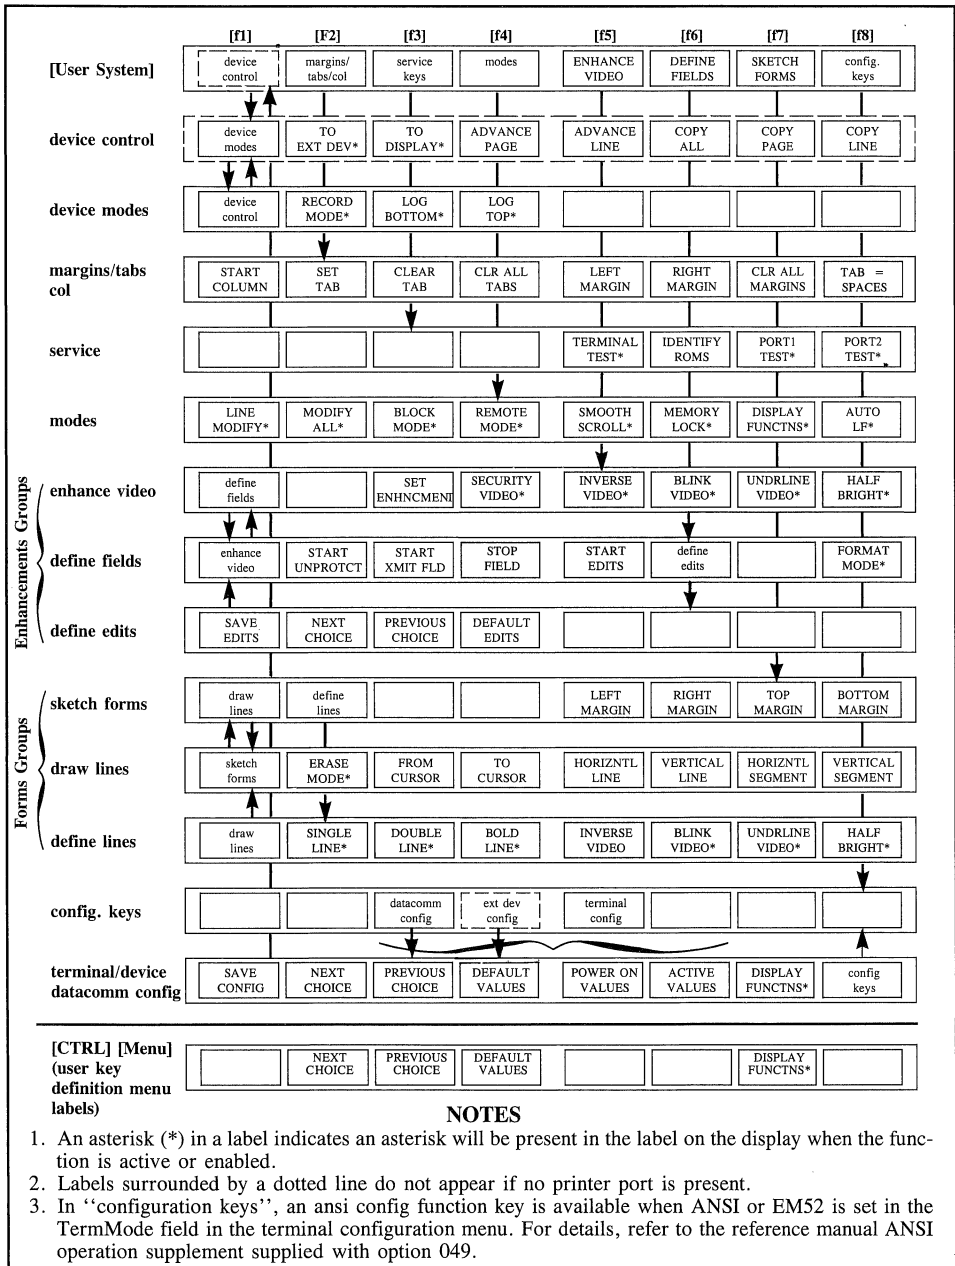 [f1] [F2] [f3] [f4] [f5] [f6] [f7] [f8]
[User System]
device control
margins/ tabs/col
service keys
modes
ENHANCE VIDEO
DEFINE FIELDS
SKETCH FORMS
config. keys
device control
device modes
TO EXT DEV*
TO DISPLAY*
ADVANCE PAGE
ADVANCE LINE
COPY ALL
COPY PAGE
COPY LINE
device modes
device control
RECORD MODE*
LOG BOTTOM*
LOG TOP*
margins/tabs
col
START COLUMN
SET TAB
CLEAR TAB
CLR ALL TABS
LEFT MARGIN
RIGHT MARGIN
CLR ALL MARGINS
TAB = SPACES
service
TERMINAL TEST*
IDENTIFY ROMS
PORT1 TEST*
PORT2 TEST*
modes
LINE MODIFY*
MODIFY ALL*
BLOCK MODE*
REMOTE MODE*
SMOOTH SCROLL*
MEMORY LOCK*
DISPLAY FUNCTNS*
AUTO LF*
Enhancements Groups
enhance video
define fields
SET ENHNCMENI
SECURITY VIDEO*
INVERSE VIDEO*
BLINK VIDEO*
UNDRLINE VIDEO*
HALF BRIGHT*
define fields
enhance video
START UNPROTCT
START XMIT FLD
STOP FIELD
START EDITS
define edits
FORMAT MODE*
define edits
SAVE EDITS
NEXT CHOICE
PREVIOUS CHOICE
DEFAULT EDITS
Forms Groups
sketch forms
draw lines
define lines
LEFT MARGIN
RIGHT MARGIN
TOP MARGIN
BOTTOM MARGIN
draw lines
sketch forms
ERASE MODE*
FROM CURSOR
TO CURSOR
HORIZNTL LINE
VERTICAL LINE
HORIZNTL SEGMENT
VERTICAL SEGMENT
define lines
draw lines
SINGLE LINE*
DOUBLE LINE*
BOLD LINE*
INVERSE VIDEO
BLINK VIDEO*
UNDRLINE VIDEO*
HALF BRIGHT*
config. keys
datacomm config
ext dev config
terminal config
terminal/device
datacomm config
SAVE CONFIG
NEXT CHOICE
PREVIOUS CHOICE
DEFAULT VALUES
POWER ON VALUES
ACTIVE VALUES
DISPLAY FUNCTNS*
config keys
[CTRL] [Menu]
(user key
definition menu
labels)
NEXT CHOICE
PREVIOUS CHOICE
DEFAULT VALUES
DISPLAY FUNCTNS*
NOTES
1. An asterisk (*) in a label indicates an asterisk will be present in the label on the display when the func-
tion is active or enabled.
2. Labels surrounded by a dotted line do not appear if no printer port is present.
3. In ‘‘configuration keys’’, an ansi config function key is available when ANSI or EM52 is set in the
TermMode field in the terminal configuration menu. For details, refer to the reference manual ANSI
operation supplement supplied with option 049.